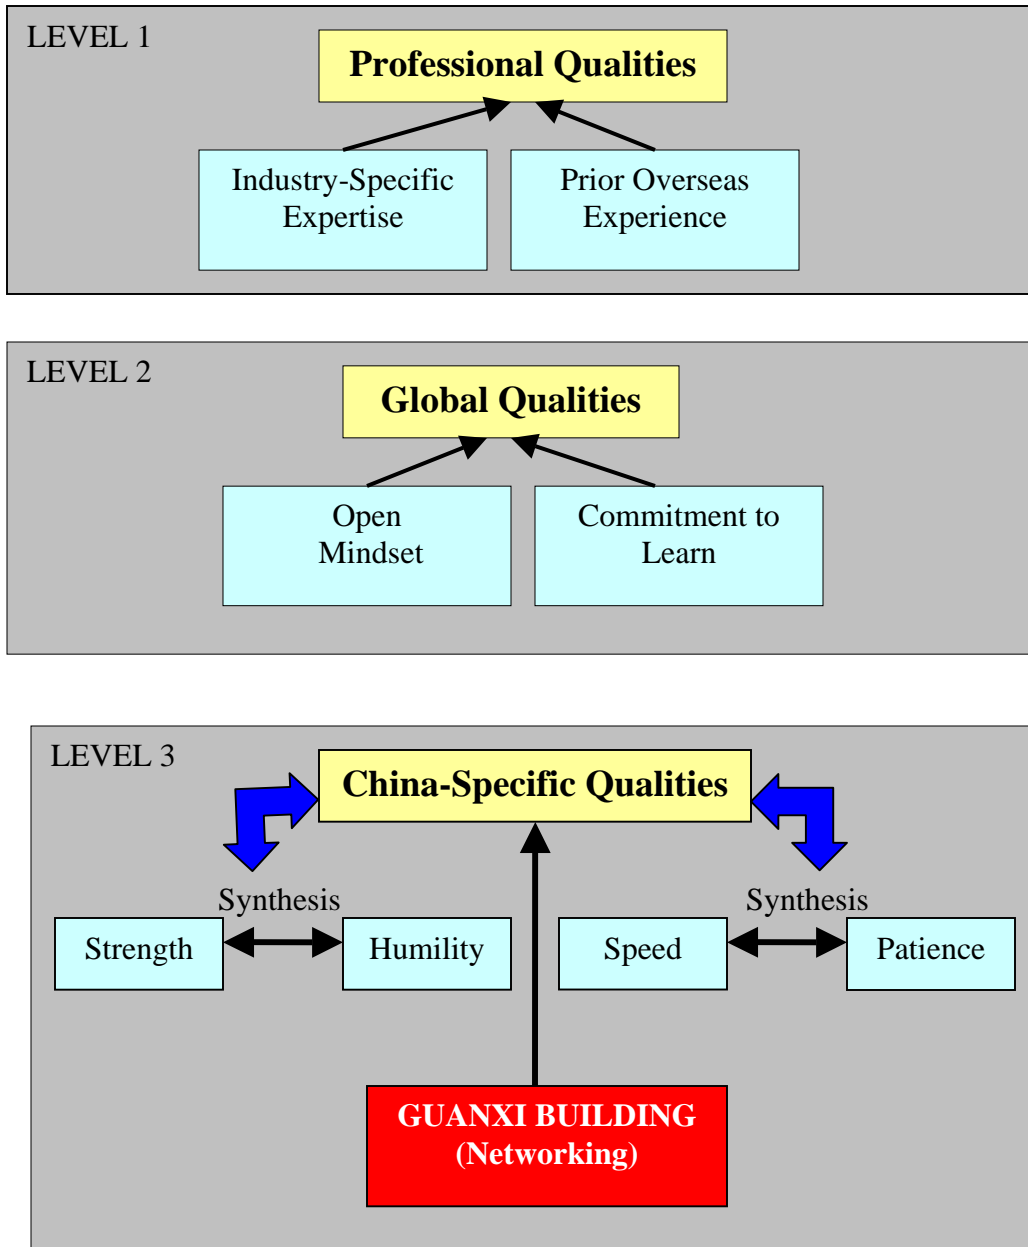 LEVEL 1
Professional Qualities
Industry-Specific
Expertise
Prior Overseas
Experience
LEVEL 2
Global Qualities
Open
Mindset
Commitment to
Learn
LEVEL 3
China-Specific Qualities
Synthesis
Strength
Humility
Synthesis
Speed
Patience
GUANXI BUILDING
(Networking)